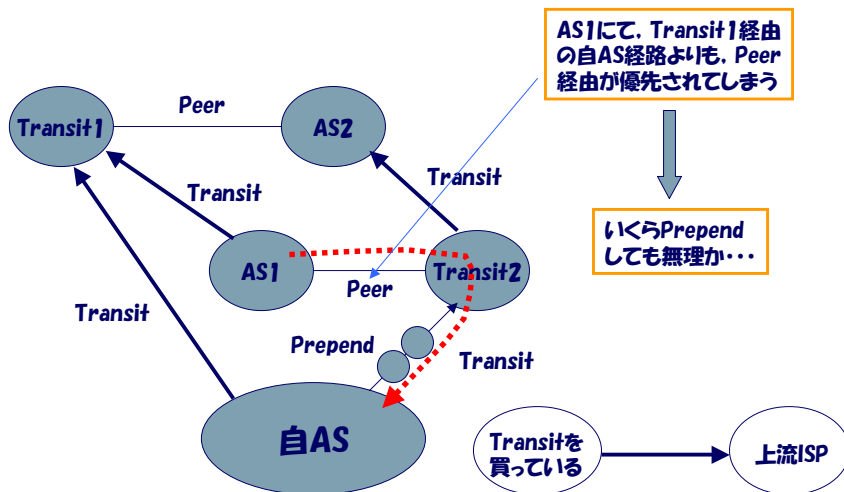 AS1にて, Transit1経由
の自AS経路よりも, Peer
経由が優先されてしまう
Peer
Transit1
AS2
Transit
Transit
いくらPrepend
しても無理か・・・
AS1
Transit2
Peer
Transit
Prepend
Transit
自AS
Transitを
買っている
上流ISP